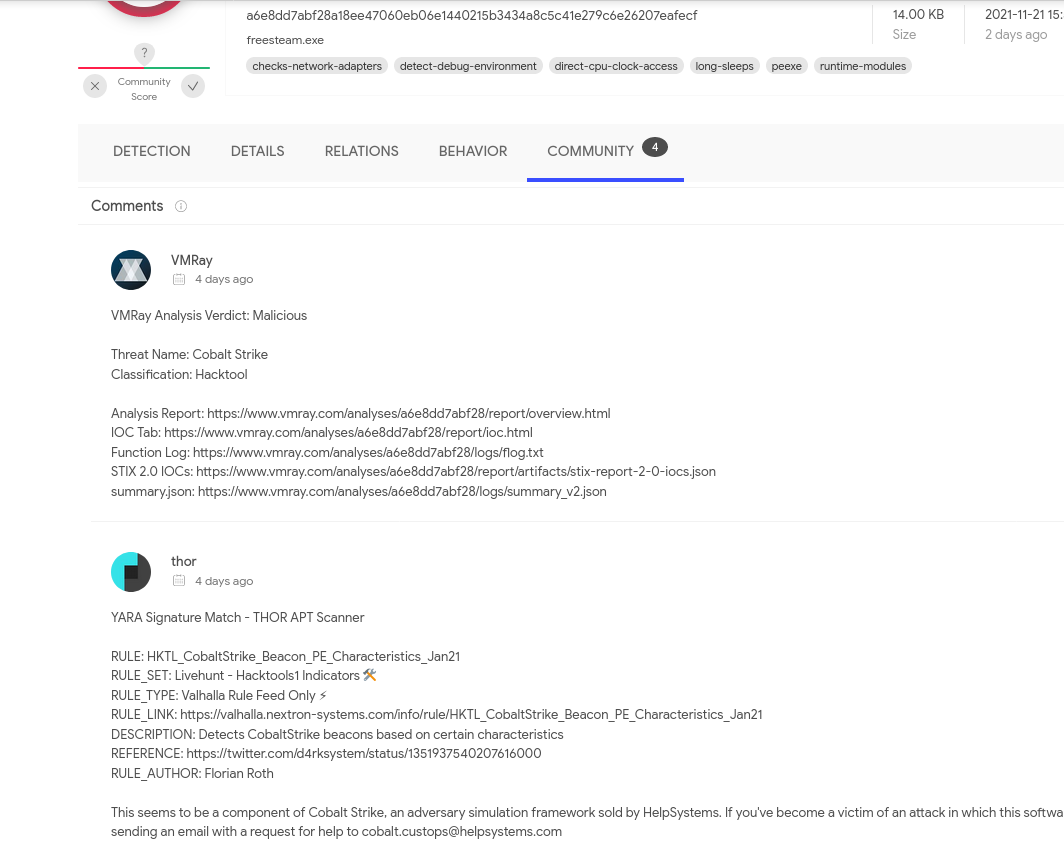 a6e8dd7abf28a18ee47060eb06e1440215b3434a8c5c41e279c6e26207eafecf
freesteam.exe
checks-network-adapters detect-debug-environment direct-cpu-clock-access long-sleeps peexe runtime-modules
14.00 KB
Size
2021-11-21 15:
2 days ago
?
Community
Score
DETECTION DETAILS RELATIONS BEHAVIOR COMMUNITY 4
Comments
VMRay
4 days ago
VMRay Analysis Verdict: Malicious
Threat Name: Cobalt Strike
Classification: Hacktool
Analysis Report: https://www.vmray.com/analyses/a6e8dd7abf28/report/overview.html
IOC Tab: https://www.vmray.com/analyses/a6e8dd7abf28/report/ioc.html
Function Log: https://www.vmray.com/analyses/a6e8dd7abf28/logs/flog.txt
STIX 2.0 IOCs: https://www.vmray.com/analyses/a6e8dd7abf28/report/artifacts/stix-report-2-0-iocs.json
summary.json: https://www.vmray.com/analyses/a6e8dd7abf28/logs/summary_v2.json
thor
4 days ago
YARA Signature Match - THOR APT Scanner
RULE: HKTL_CobaltStrike_Beacon_PE_Characteristics_Jan21
RULE_SET: Livehunt - Hacktools1 Indicators 🛠
RULE_TYPE: Valhalla Rule Feed Only ⚡
RULE_LINK: https://valhalla.nextron-systems.com/info/rule/HKTL_CobaltStrike_Beacon_PE_Characteristics_Jan21
DESCRIPTION: Detects CobaltStrike beacons based on certain characteristics
REFERENCE: https://twitter.com/d4rksystem/status/1351937540207616000
RULE_AUTHOR: Florian Roth
This seems to be a component of Cobalt Strike, an adversary simulation framework sold by HelpSystems. If you've become a victim of an attack in which this softwa
sending an email with a request for help to cobalt.custops@helpsystems.com